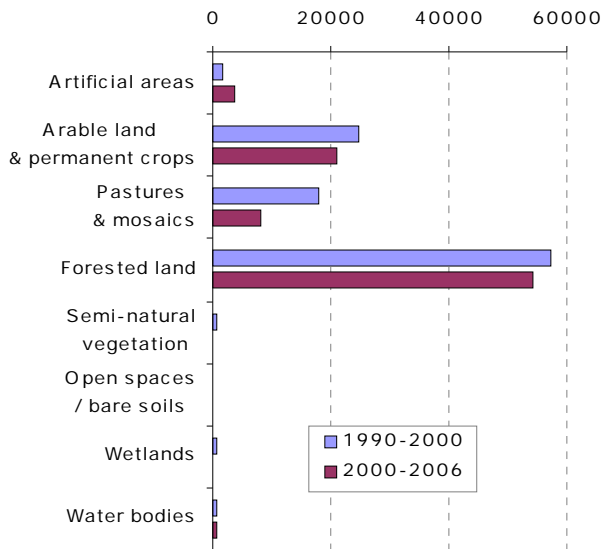 0 20000 40000 60000
Artificial areas
Arable land
& permanent crops
Pastures
& mosaics
Forested land
Semi-natural
vegetation
Open spaces
/ bare soils
Wetlands
Water bodies
1990-2000
2000-2006